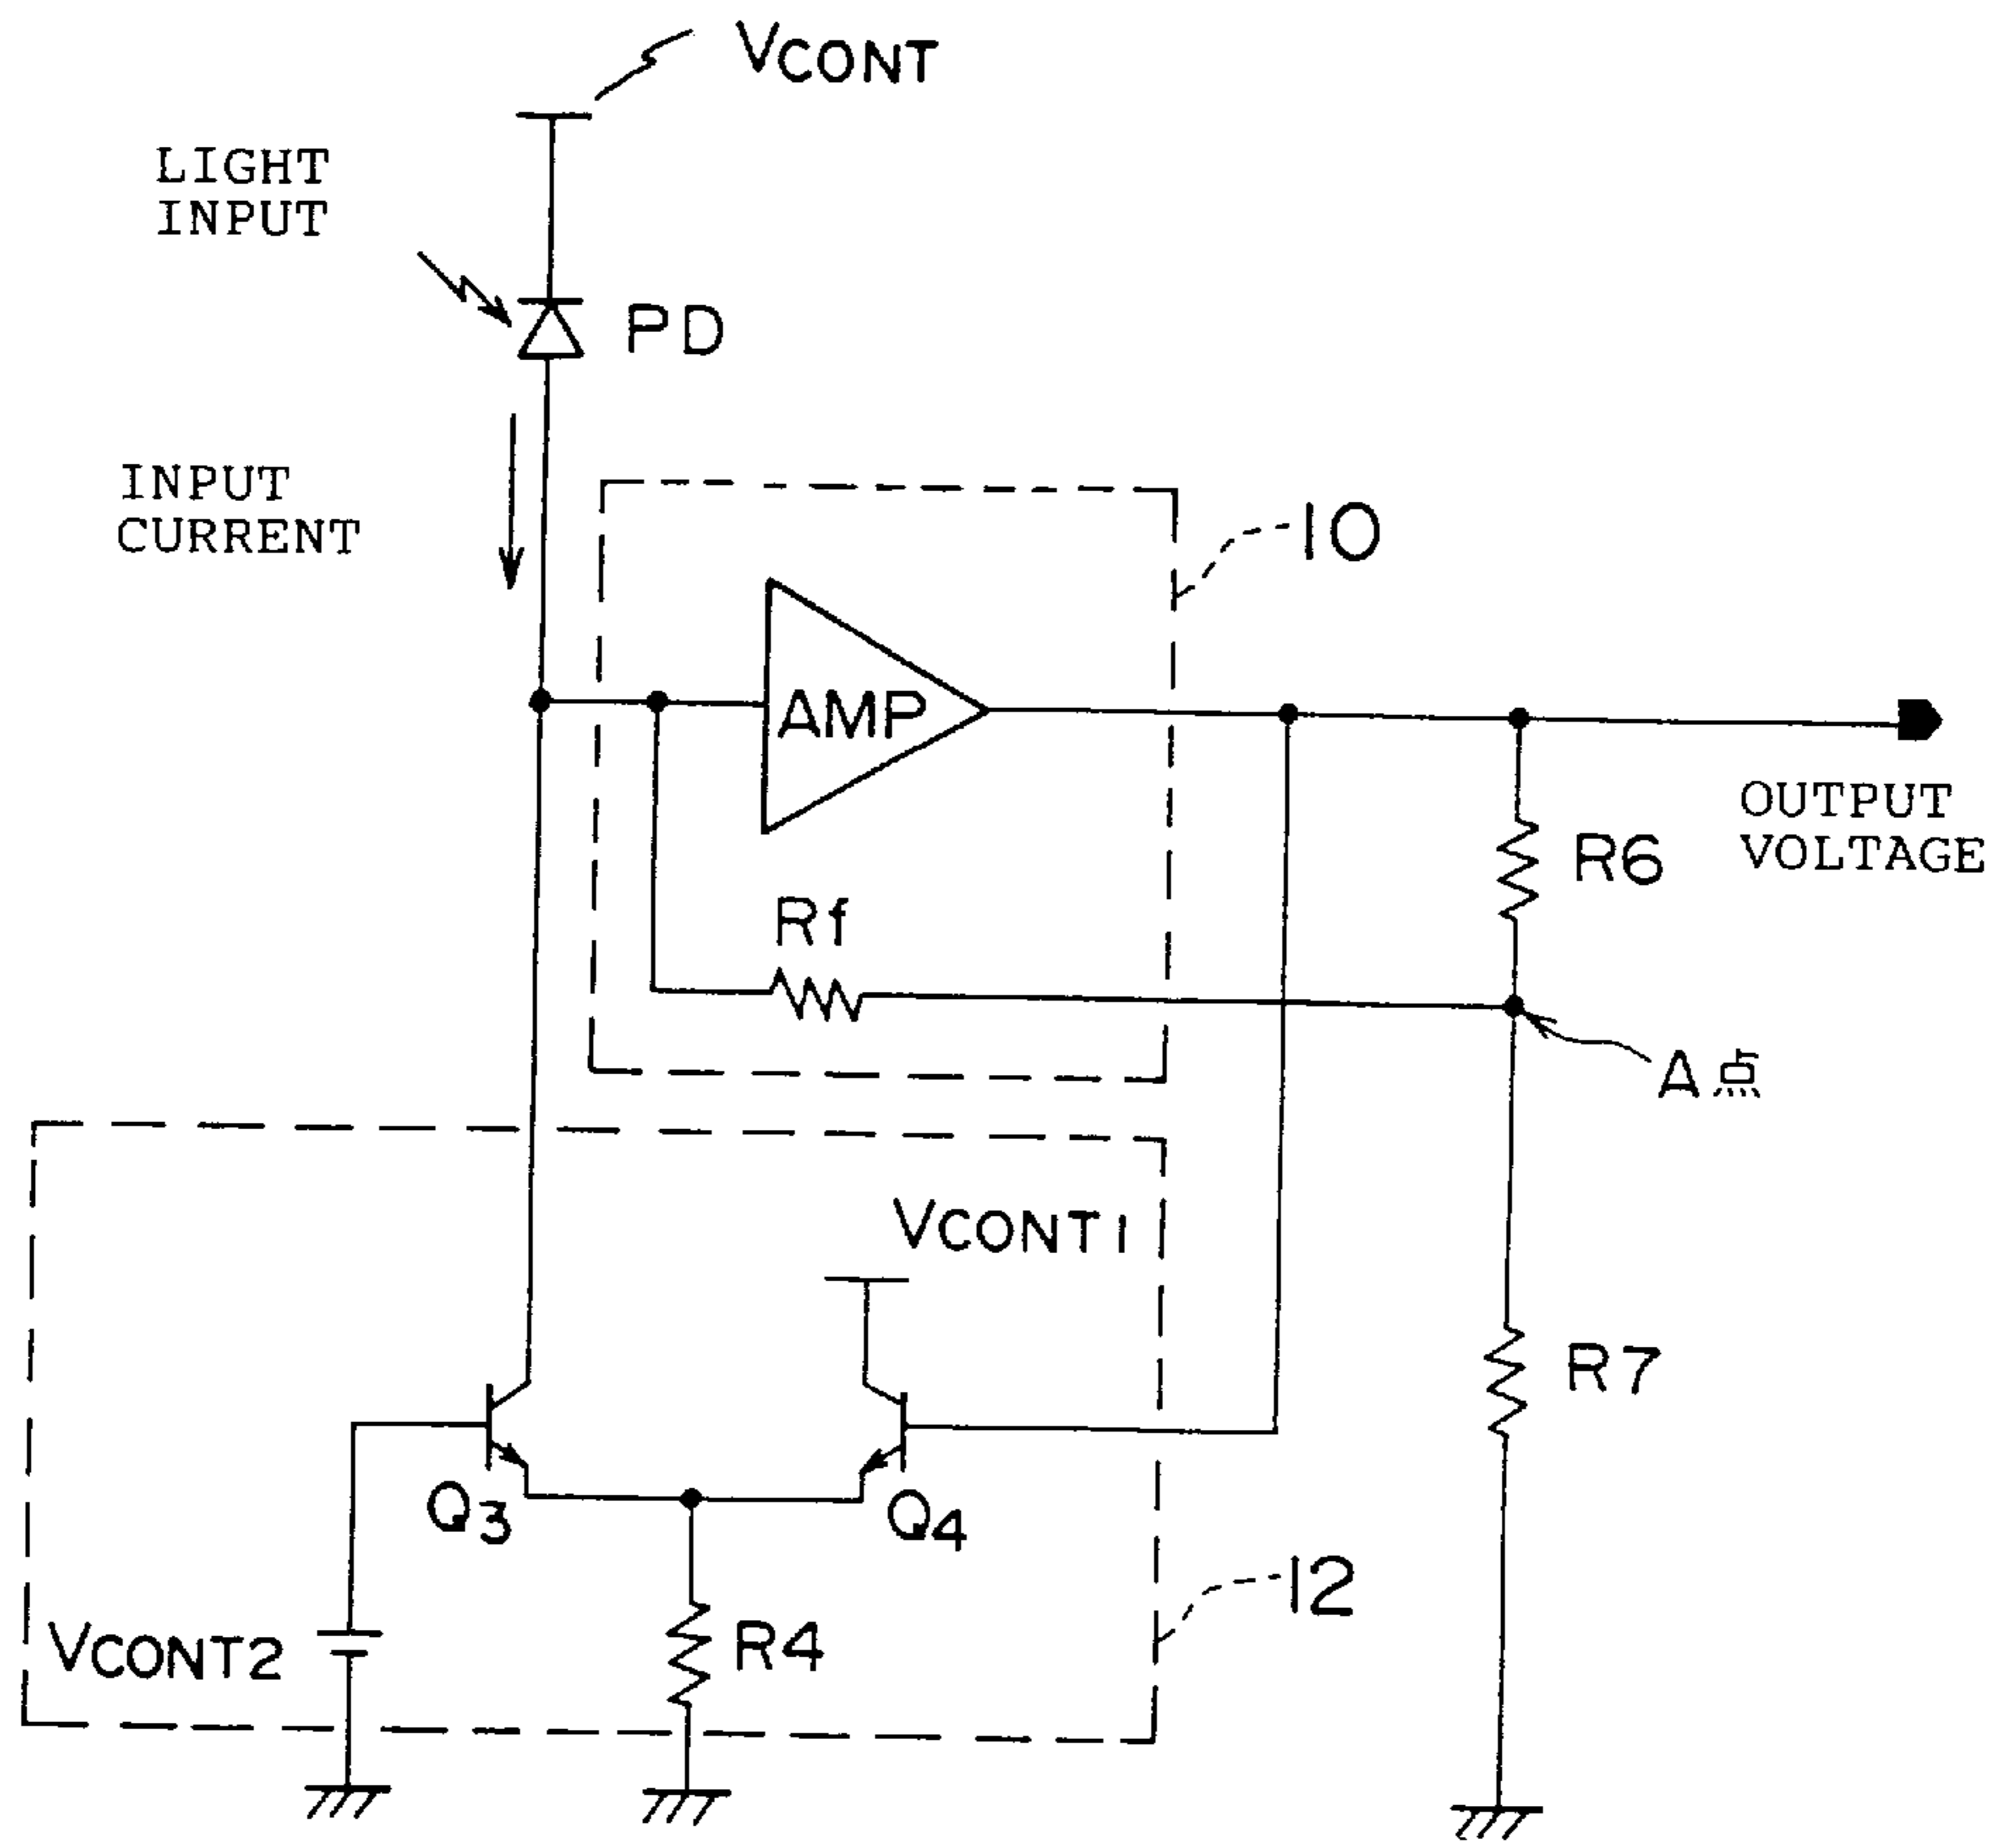 VCONT
LIGHT
INPUT
PD
INPUT
CURRENT
10
AMP
OUTPUT
VOLTAGE
R6
Rf
A点
VCONT1
R7
Q3
Q4
12
VCONT2
R4